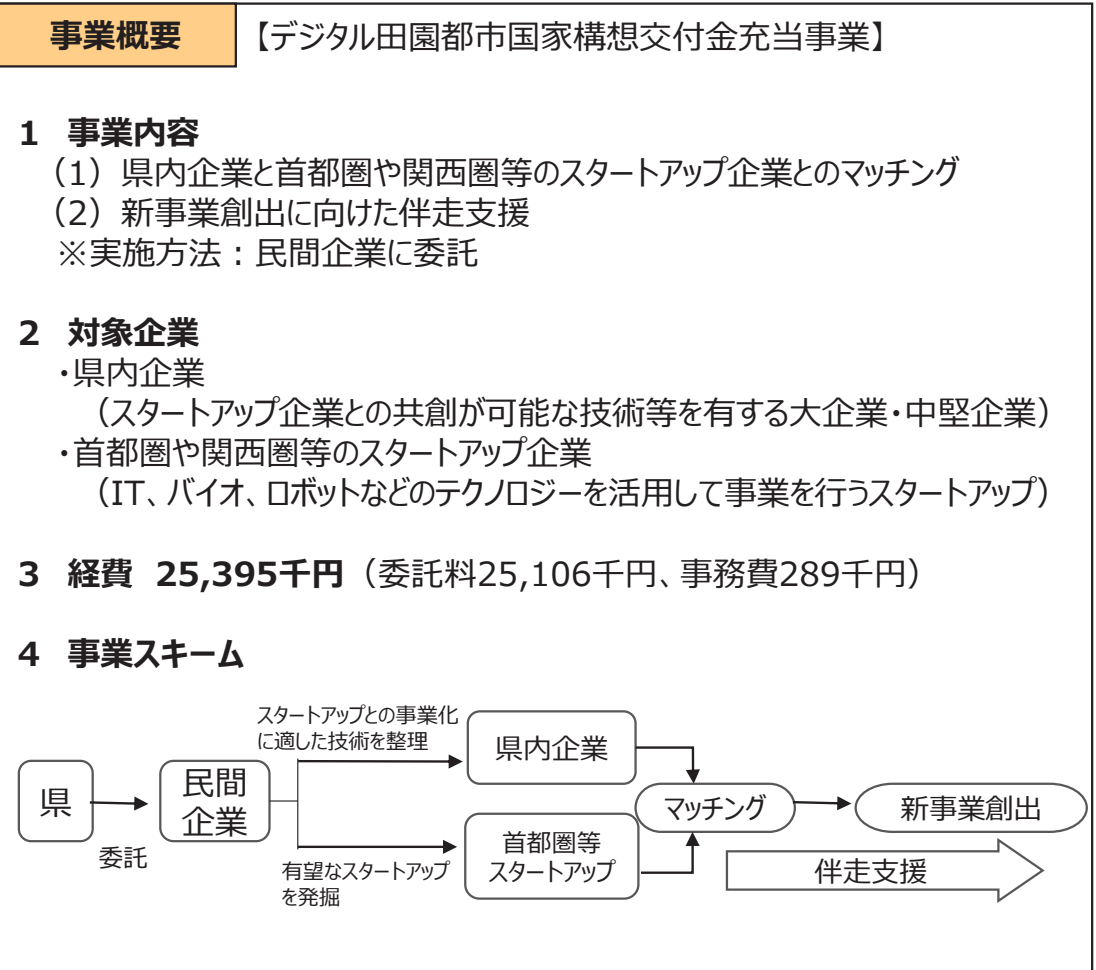 事業概要 【デジタル田園都市国家構想交付金充当事業】
1 事業内容
（1）県内企業と首都圏や関西圏等のスタートアップ企業とのマッチング
（2）新事業創出に向けた伴走支援
※実施方法：民間企業に委託
2 対象企業
・県内企業
（スタートアップ企業との共創が可能な技術等を有する大企業・中堅企業）
・首都圏や関西圏等のスタートアップ企業
（IT、バイオ、ロボットなどのテクノロジーを活用して事業を行うスタートアップ）
3 経費 25,395千円（委託料25,106千円、事務費289千円）
4 事業スキーム
県
委託
民間
企業
スタートアップとの事業化
に適した技術を整理
県内企業
有望なスタートアップ
を発掘
首都圏等
スタートアップ
マッチング
新事業創出
伴走支援